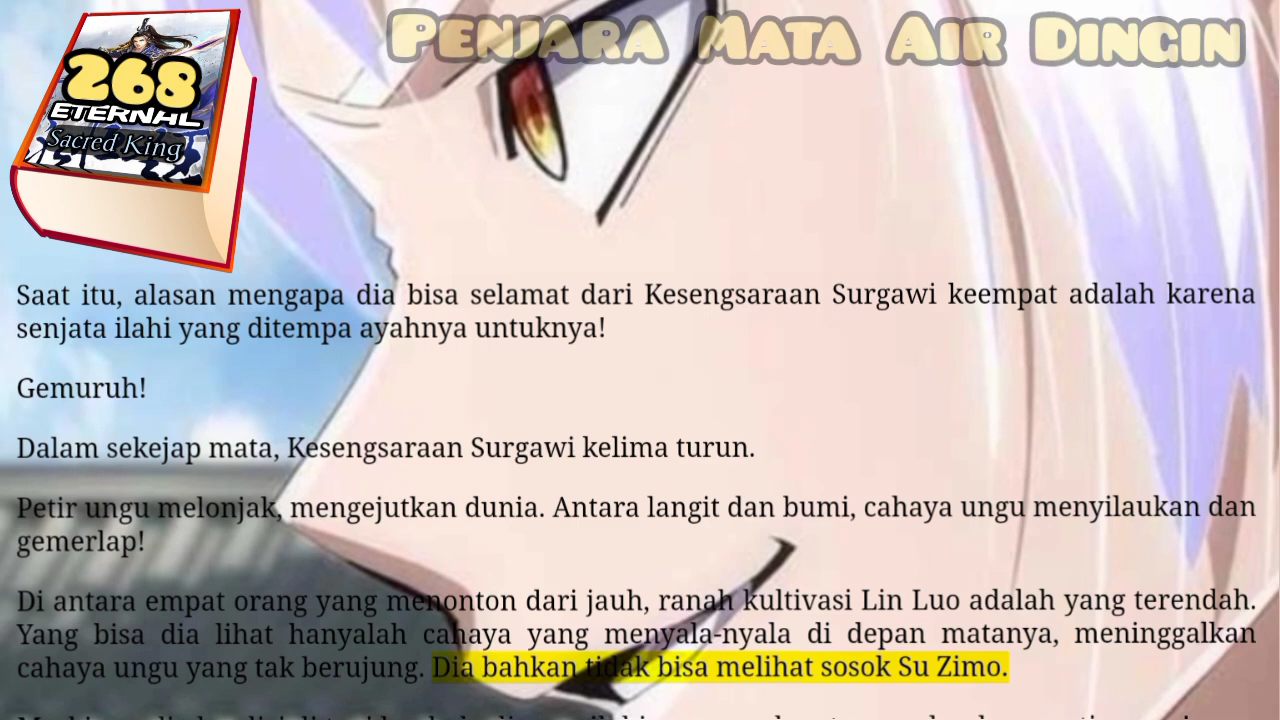 PENJARA MATA AIR DINGIN
268
ETERNAL
Sacred King
Saat itu, alasan mengapa dia bisa selamat dari Kesengsaraan Surgawi keempat adalah karena
senjata ilahi yang ditempa ayahnya untuknya!
Gemuruh!
Dalam sekejap mata, Kesengsaraan Surgawi kelima turun.
Petir ungu melonjak, mengejutkan dunia. Antara langit dan bumi, cahaya ungu menyilaukan dan
gemerlap!
Di antara empat orang yang menonton dari jauh, ranah kultivasi Lin Luo adalah yang terendah.
Yang bisa dia lihat hanyalah cahaya yang menyala-nyala di depan matanya, meninggalkan
cahaya ungu yang tak berujung. Dia bahkan tidak bisa melihat sosok Su Zimo.